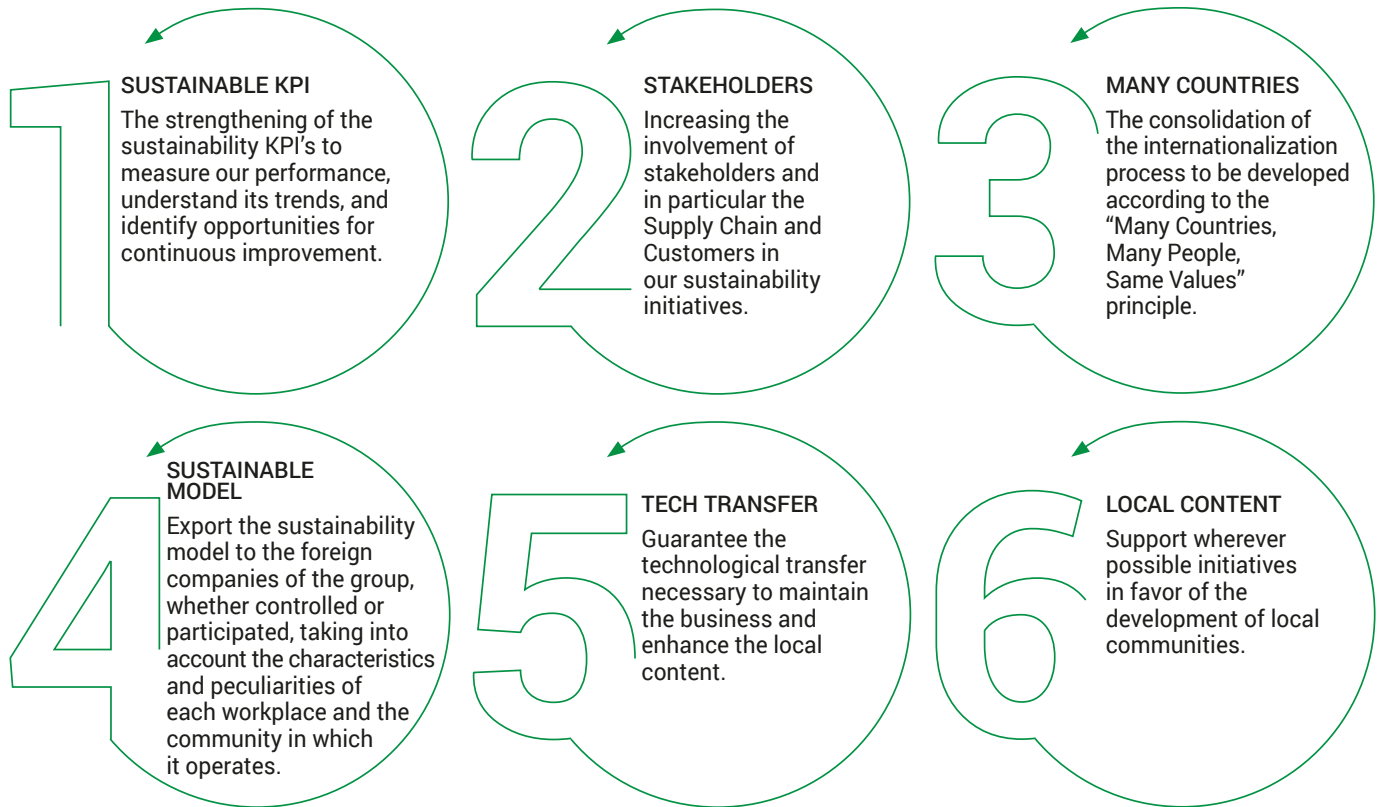 1
SUSTAINABLE KPI
The strengthening of the
sustainability KPI's to
measure our performance,
understand its trends, and
identify opportunities for
continuous improvement.
2
STAKEHOLDERS
Increasing the
involvement of
stakeholders and
in particular the
Supply Chain and
Customers in
our sustainability
initiatives.
3
MANY COUNTRIES
The consolidation of
the internationalization
process to be developed
according to the
“Many Countries,
Many People,
Same Values”
principle.
4
SUSTAINABLE
MODEL
Export the sustainability
model to the foreign
companies of the group,
whether controlled or
participated, taking into
account the characteristics
and peculiarities of
each workplace and the
community in which
it operates.
5
TECH TRANSFER
Guarantee the
technological transfer
necessary to maintain
the business and
enhance the local
content.
6
LOCAL CONTENT
Support wherever
possible initiatives
in favor of the
development of local
communities.